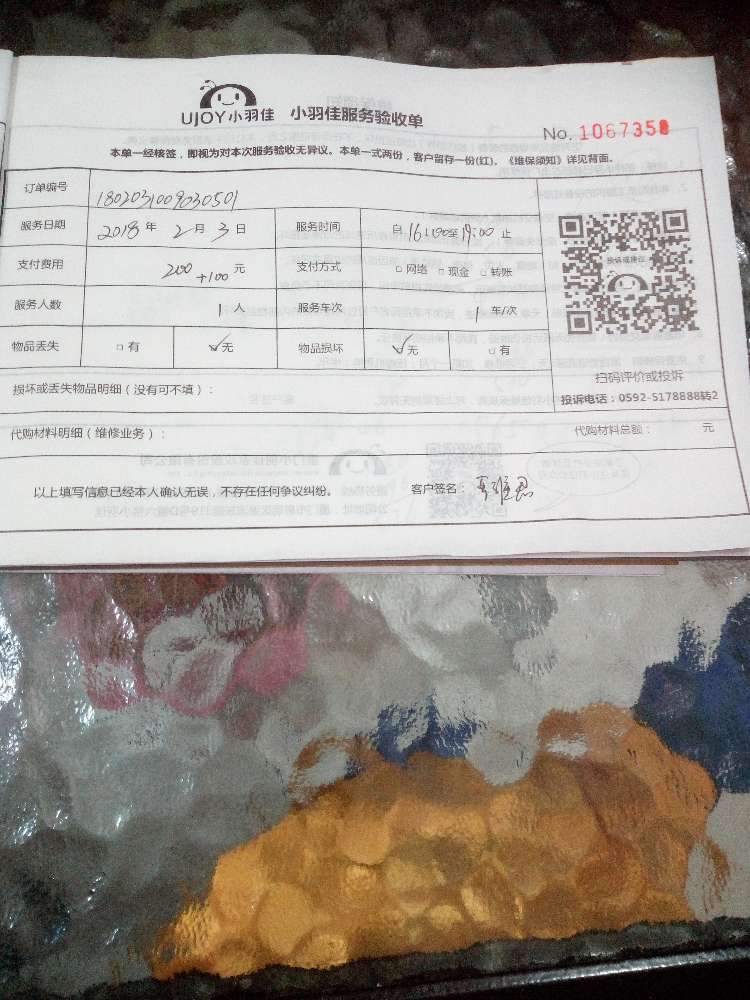 UJOY小羽佳 小羽佳服务验收单
No. 1067358
本单一经核签，即视为对本次服务验收无异议。本单一式两份，客户留存一份(红)。《维保须知》详见背面。
订单编号 1802031009030501
服务日期 2018 年 2 月 3 日 服务时间 自 16:00至 19:00 止
支付费用 200+100 元 支付方式 □网络 □现金 □转账
投诉或建议
服务人数 1 人 服务车次 1 车/次
物品丢失 □有 ☑无 物品损坏 ☑无 □有
扫码评价或投诉
损坏或丢失物品明细（没有可不填）：
投诉电话：0592-5178888转2
代购材料明细（维修业务）： 代购材料总额： 元
以上填写信息已经本人确认无误，不存在任何争议纠纷。 客户签名：